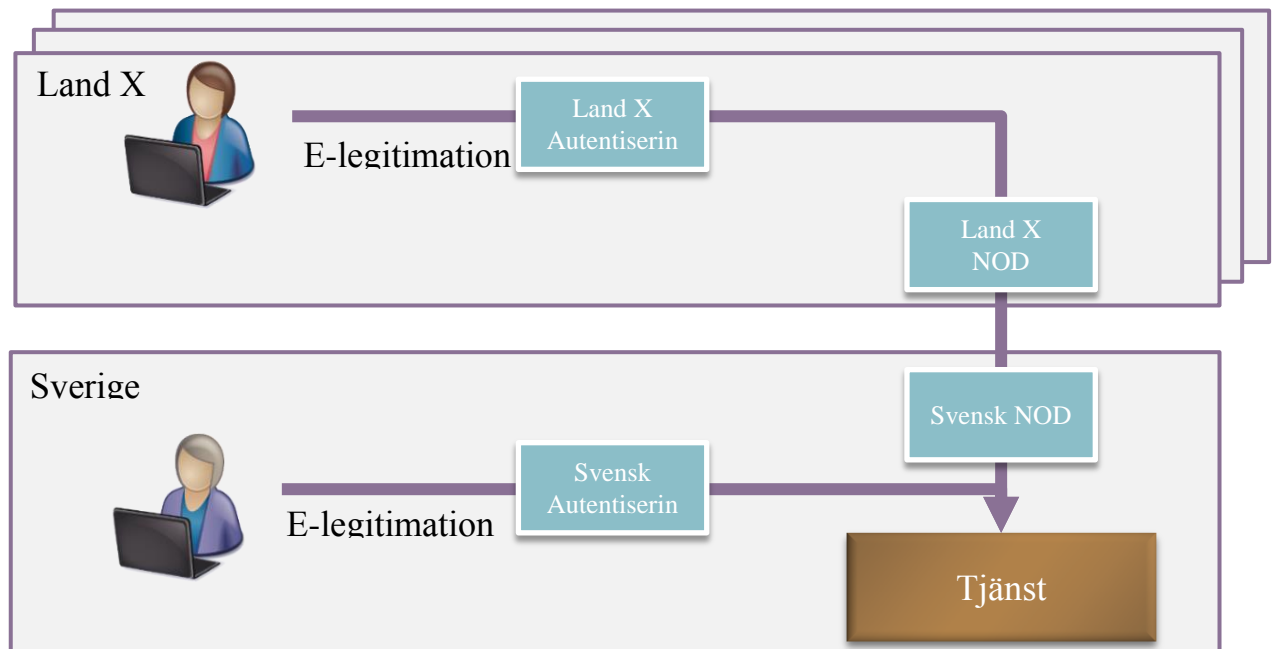 Land X
E-legitimation
Land X
Autentiserin
Land X
NOD
Sverige
E-legitimation
Svensk
Autentiserin
Svensk NOD
Tjänst